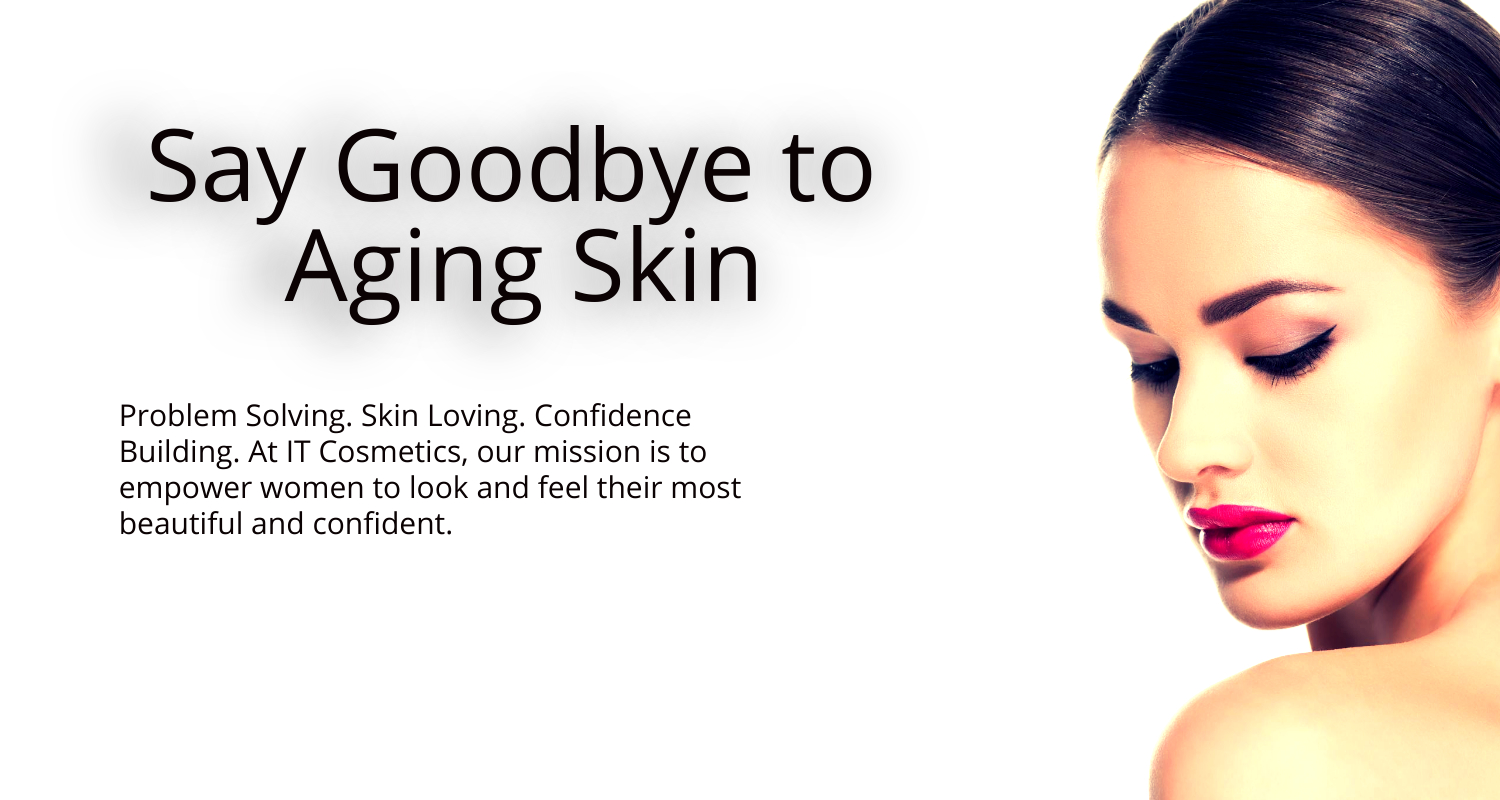 Say Goodbye to
Aging Skin
Problem Solving. Skin Loving. Confidence
Building. At IT Cosmetics, our mission is to
empower women to look and feel their most
beautiful and confident.